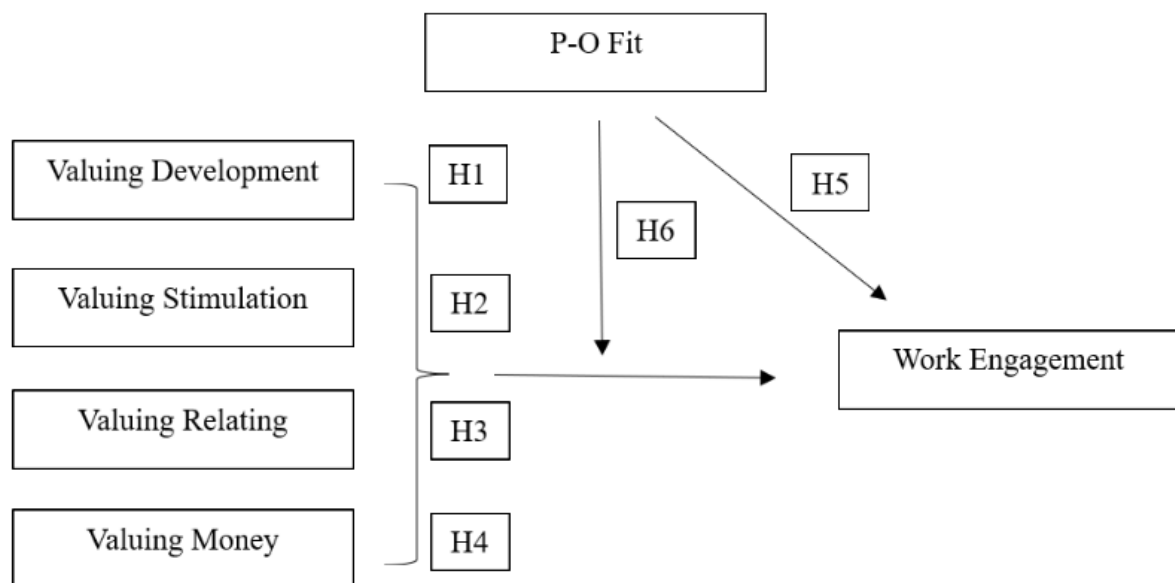 P-O Fit
Valuing Development
H1
H5
H6
Valuing Stimulation
H2
Work Engagement
Valuing Relating
H3
Valuing Money
H4